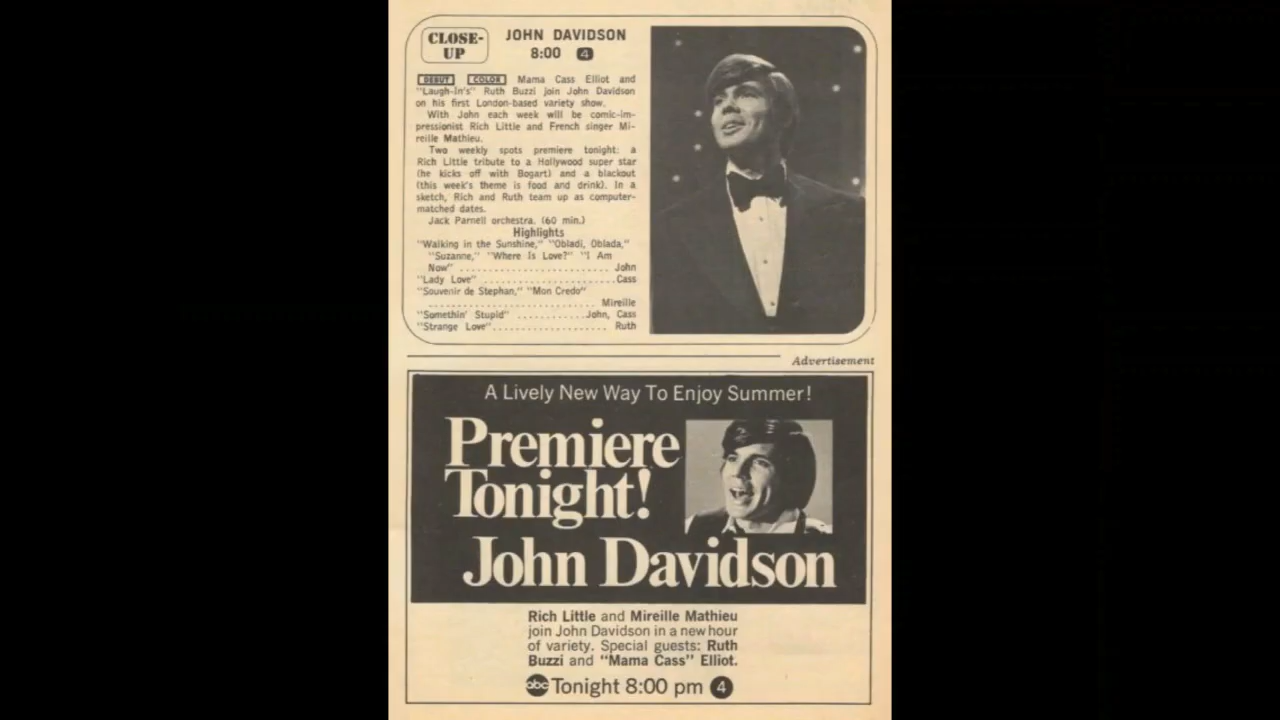 CLOSE-
UP
JOHN DAVIDSON
8:00 4
DEBUT COLOR Mama Cass Elliot and
"Laugh-In's" Ruth Buzzi join John Davidson
on his first London-based variety show.
With John each week will be comic-im-
pressionist Rich Little and French singer Mi-
reille Mathieu.
Two weekly spots premiere tonight: a
Rich Little tribute to a Hollywood super star
(he kicks off with Bogart) and a blackout
(this week's theme is food and drink). In a
sketch, Rich and Ruth team up as computer-
matched dates.
Jack Parnell orchestra. (60 min.)
Highlights
"Walking in the Sunshine," "Obladi, Oblada,"
"Suzanne," "Where Is Love?" "I Am
Now" .............................. John
"Lady Love" ..........................Cass
"Souvenir de Stephan," "Mon Credo"
.................................. Mireille
"Somethin' Stupid" ............John, Cass
"Strange Love"....................... Ruth
Advertisement
A Lively New Way To Enjoy Summer!
Premiere
Tonight!
John Davidson
Rich Little and Mireille Mathieu
join John Davidson in a new hour
of variety. Special guests: Ruth
Buzzi and "Mama Cass" Elliot.
abc Tonight 8:00 pm 4